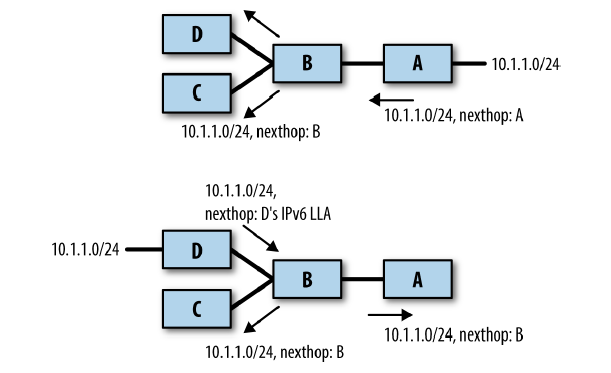 D
B
A
10.1.1.0/24
C
10.1.1.0/24, nexthop: A
10.1.1.0/24, nexthop: B
10.1.1.0/24,
nexthop: D's IPv6 LLA
10.1.1.0/24
D
B
A
C
10.1.1.0/24, nexthop: B
10.1.1.0/24, nexthop: B